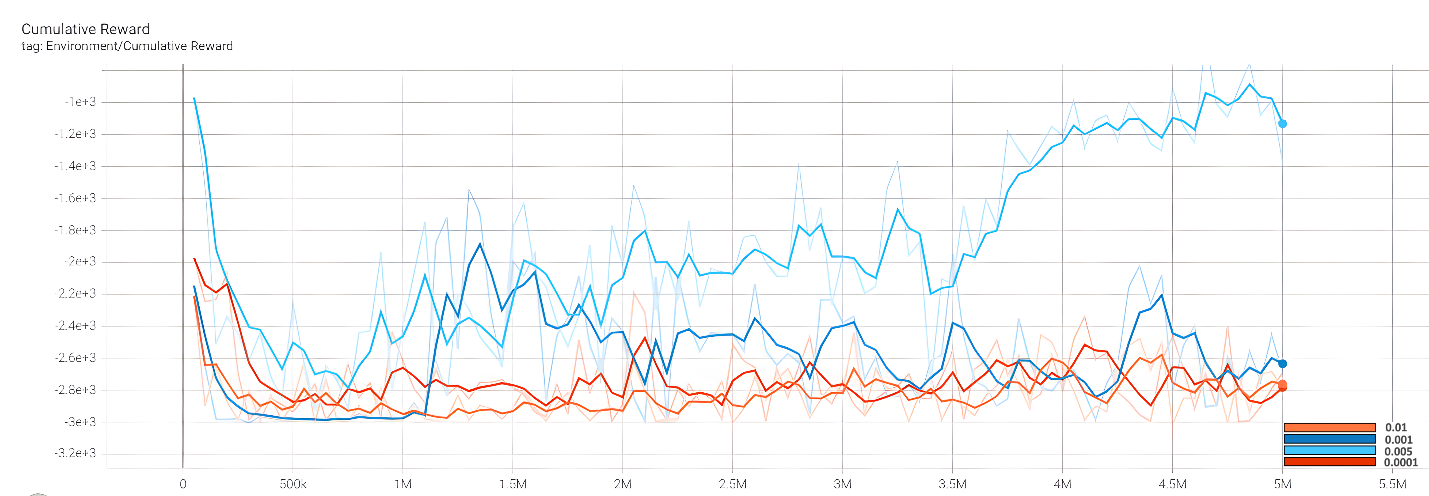 Cumulative Reward
tag: Environment/Cumulative Reward
-1e+3
-1.2e+3
-1.4e+3
-1.6e+3
-1.8e+3
-2e+3
-2.2e+3
-2.4e+3
-2.6e+3
-2.8e+3
-3e+3
-3.2e+3
0.01
0.001
0.005
0.0001
0 500k 1M 1.5M 2M 2.5M 3M 3.5M 4M 4.5M 5M 5.5M